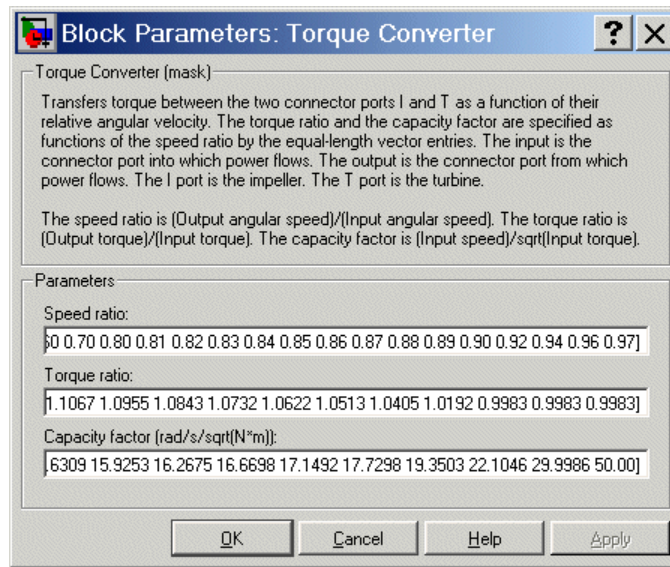 Block Parameters: Torque Converter
Torque Converter (mask)
Transfers torque between the two connector ports I and T as a function of their
relative angular velocity. The torque ratio and the capacity factor are specified as
functions of the speed ratio by the equal-length vector entries. The input is the
connector port into which power flows. The output is the connector port from which
power flows. The I port is the impeller. The T port is the turbine.
The speed ratio is (Output angular speed)/(Input angular speed). The torque ratio is
(Output torque)/(Input torque). The capacity factor is (Input speed)/sqrt(Input torque).
Parameters
Speed ratio:
0.70 0.80 0.81 0.82 0.83 0.84 0.85 0.86 0.87 0.88 0.89 0.90 0.92 0.94 0.96 0.97]
Torque ratio:
1.1067 1.0955 1.0843 1.0732 1.0622 1.0513 1.0405 1.0192 0.9983 0.9983 0.9983]
Capacity factor (rad/s/sqrt(N*m)):
.6309 15.9253 16.2675 16.6698 17.1492 17.7298 19.3503 22.1046 29.9986 50.00]
OK Cancel Help Apply